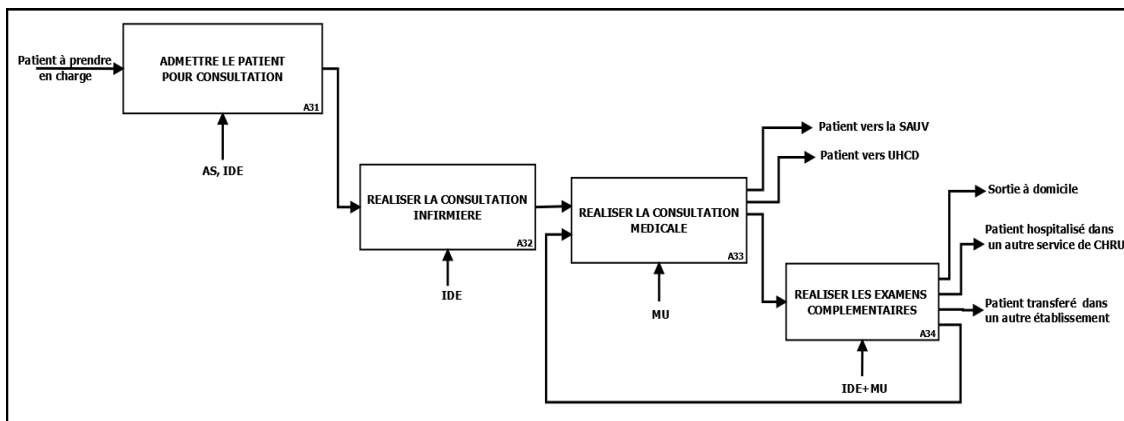 Patient à prendre
en charge
ADMETTRE LE PATIENT
POUR CONSULTATION
A31
AS, IDE
REALISER LA CONSULTATION
INFIRMIERE
A32
IDE
REALISER LA CONSULTATION
MEDICALE
A33
MU
Patient vers la SAUV
Patient vers UHCD
REALISER LES EXAMENS
COMPLEMENTAIRES
A34
IDE+MU
Sortie à domicile
Patient hospitalisé dans
un autre service de CHRU
Patient transferé dans
un autre établissement